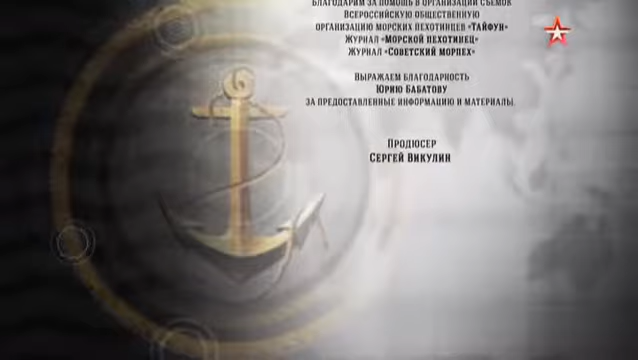 Благодарим за помощь в организации съемок
Всероссийскую общественную
организацию морских пехотинцев «Тайфун»
Журнал «Морской пехотинец»
Журнал «Советский морпех»
Выражаем благодарность
Юрию Бабатову
за предоставленные информацию и материалы.
Продюсер
Сергей Викулин